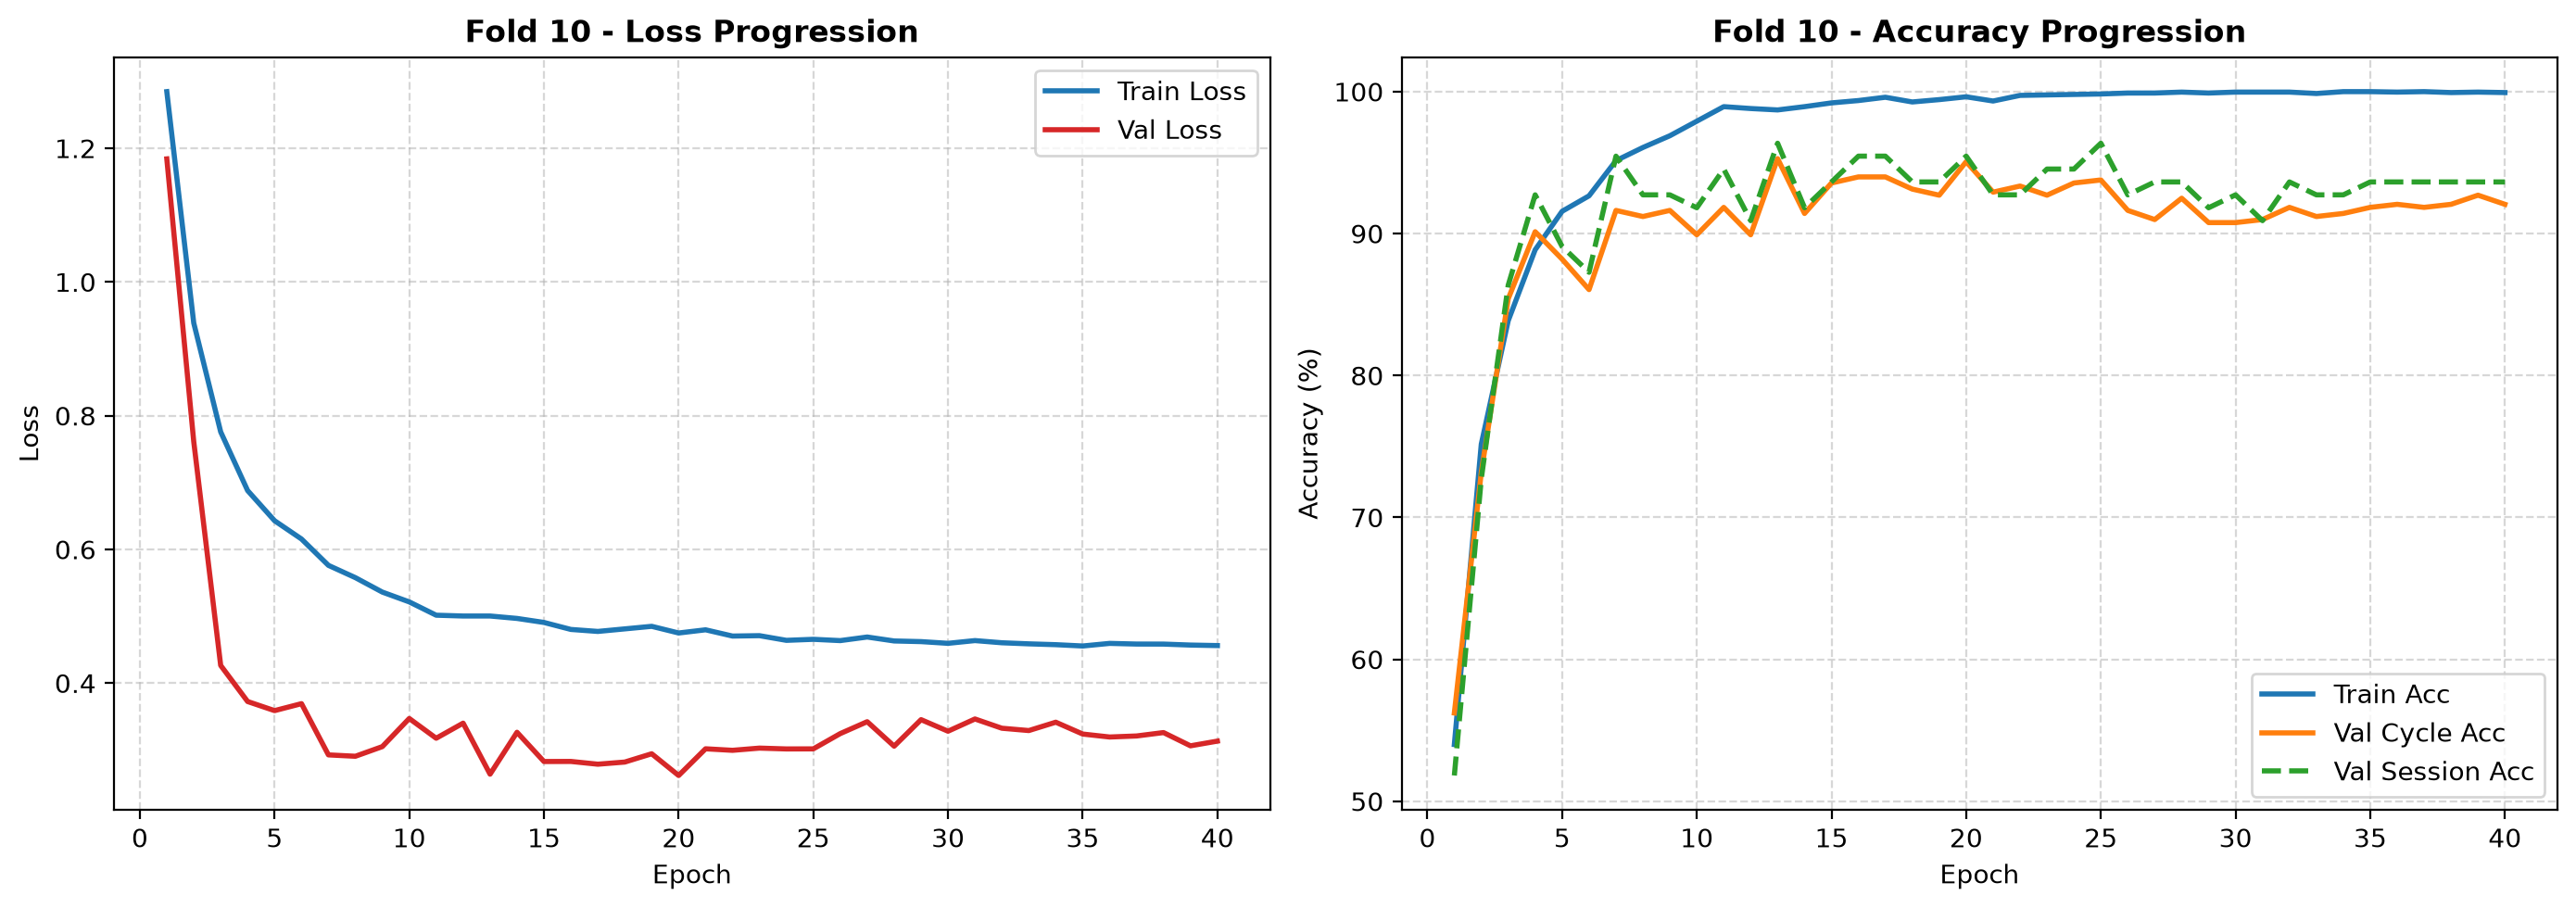 Fold 10 - Loss Progression
Train Loss
Val Loss
1.2
1.0
0.8
0.6
0.4
Loss
0 5 10 15 20 25 30 35 40
Epoch
Fold 10 - Accuracy Progression
100
90
80
70
60
50
Accuracy (%)
Train Acc
Val Cycle Acc
Val Session Acc
0 5 10 15 20 25 30 35 40
Epoch